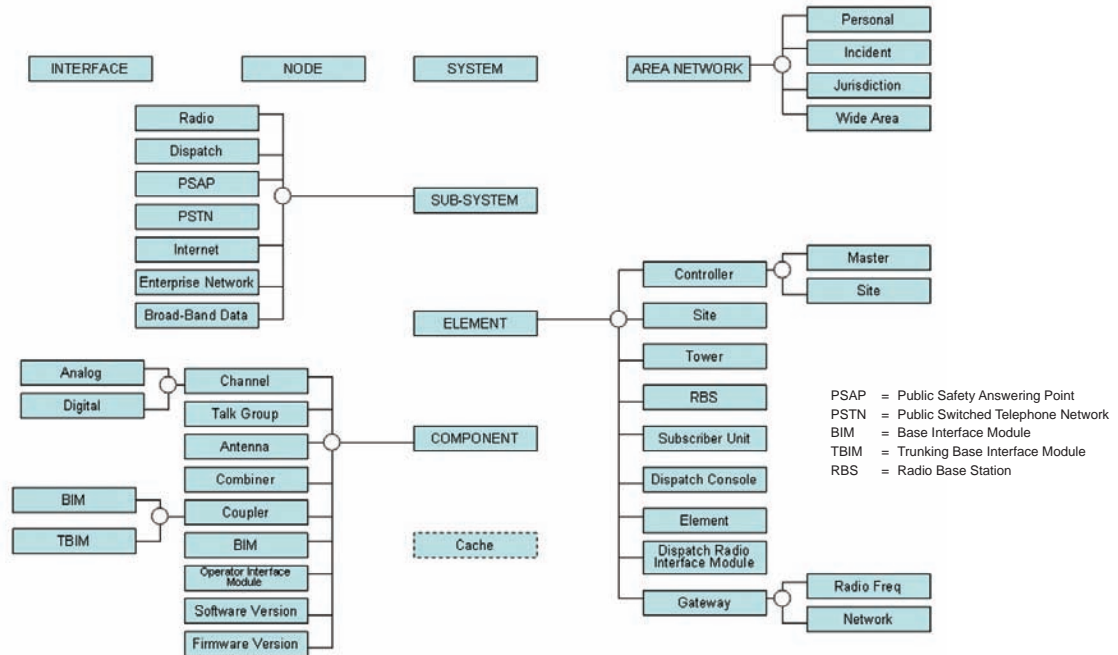 Personal
Incident
Jurisdiction
Wide Area
INTERFACE
NODE
SYSTEM
AREA NETWORK
Radio
Dispatch
PSAP
PSTN
Internet
Enterprise Network
Broad-Band Data
SUB-SYSTEM
ELEMENT
Controller
Master
Site
Site
Tower
RBS
Subscriber Unit
Dispatch Console
Element
Dispatch Radio
Interface Module
Gateway
Radio Freq
Network
Analog
Digital
Channel
Talk Group
Antenna
Combiner
Coupler
BIM
TBIM
BIM
Operator Interface
Module
Software Version
Firmware Version
COMPONENT
Cache
PSAP = Public Safety Answering Point
PSTN = Public Switched Telephone Network
BIM = Base Interface Module
TBIM = Trunking Base Interface Module
RBS = Radio Base Station